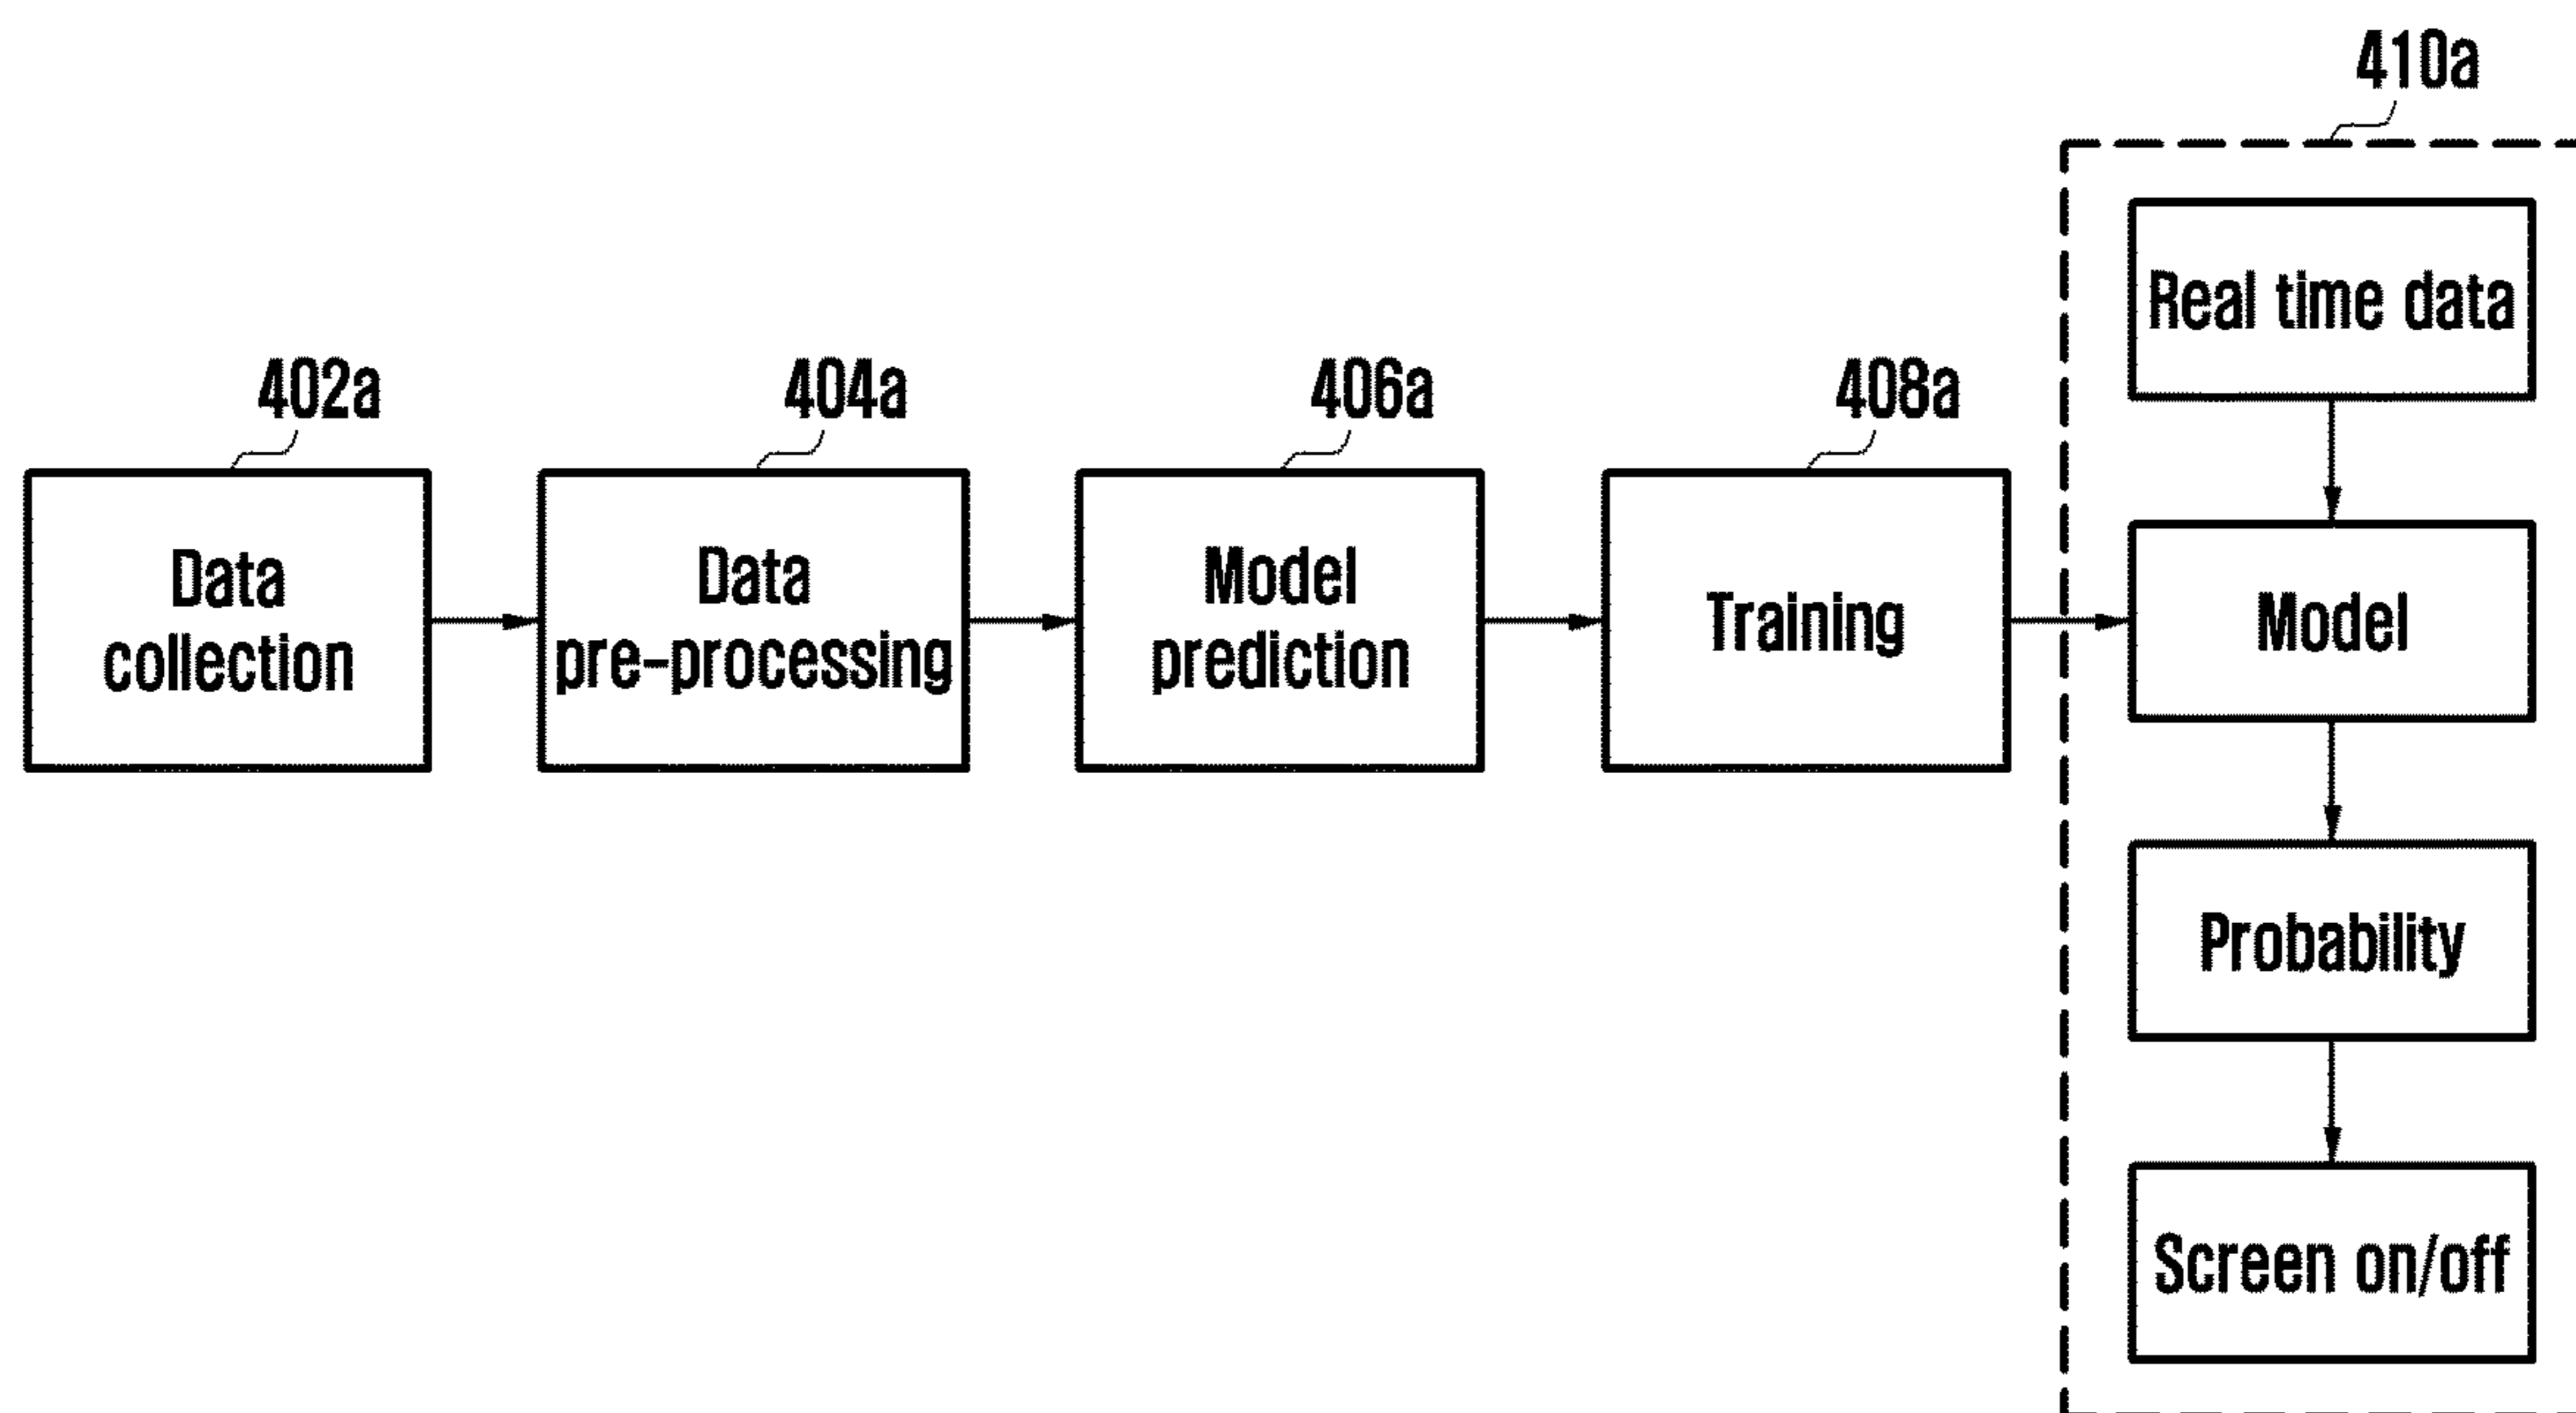 410a
Real time data
402a
404a
406a
408a
Data
collection
Data
pre-processing
Model
prediction
Training
Model
Probability
Screen on/off